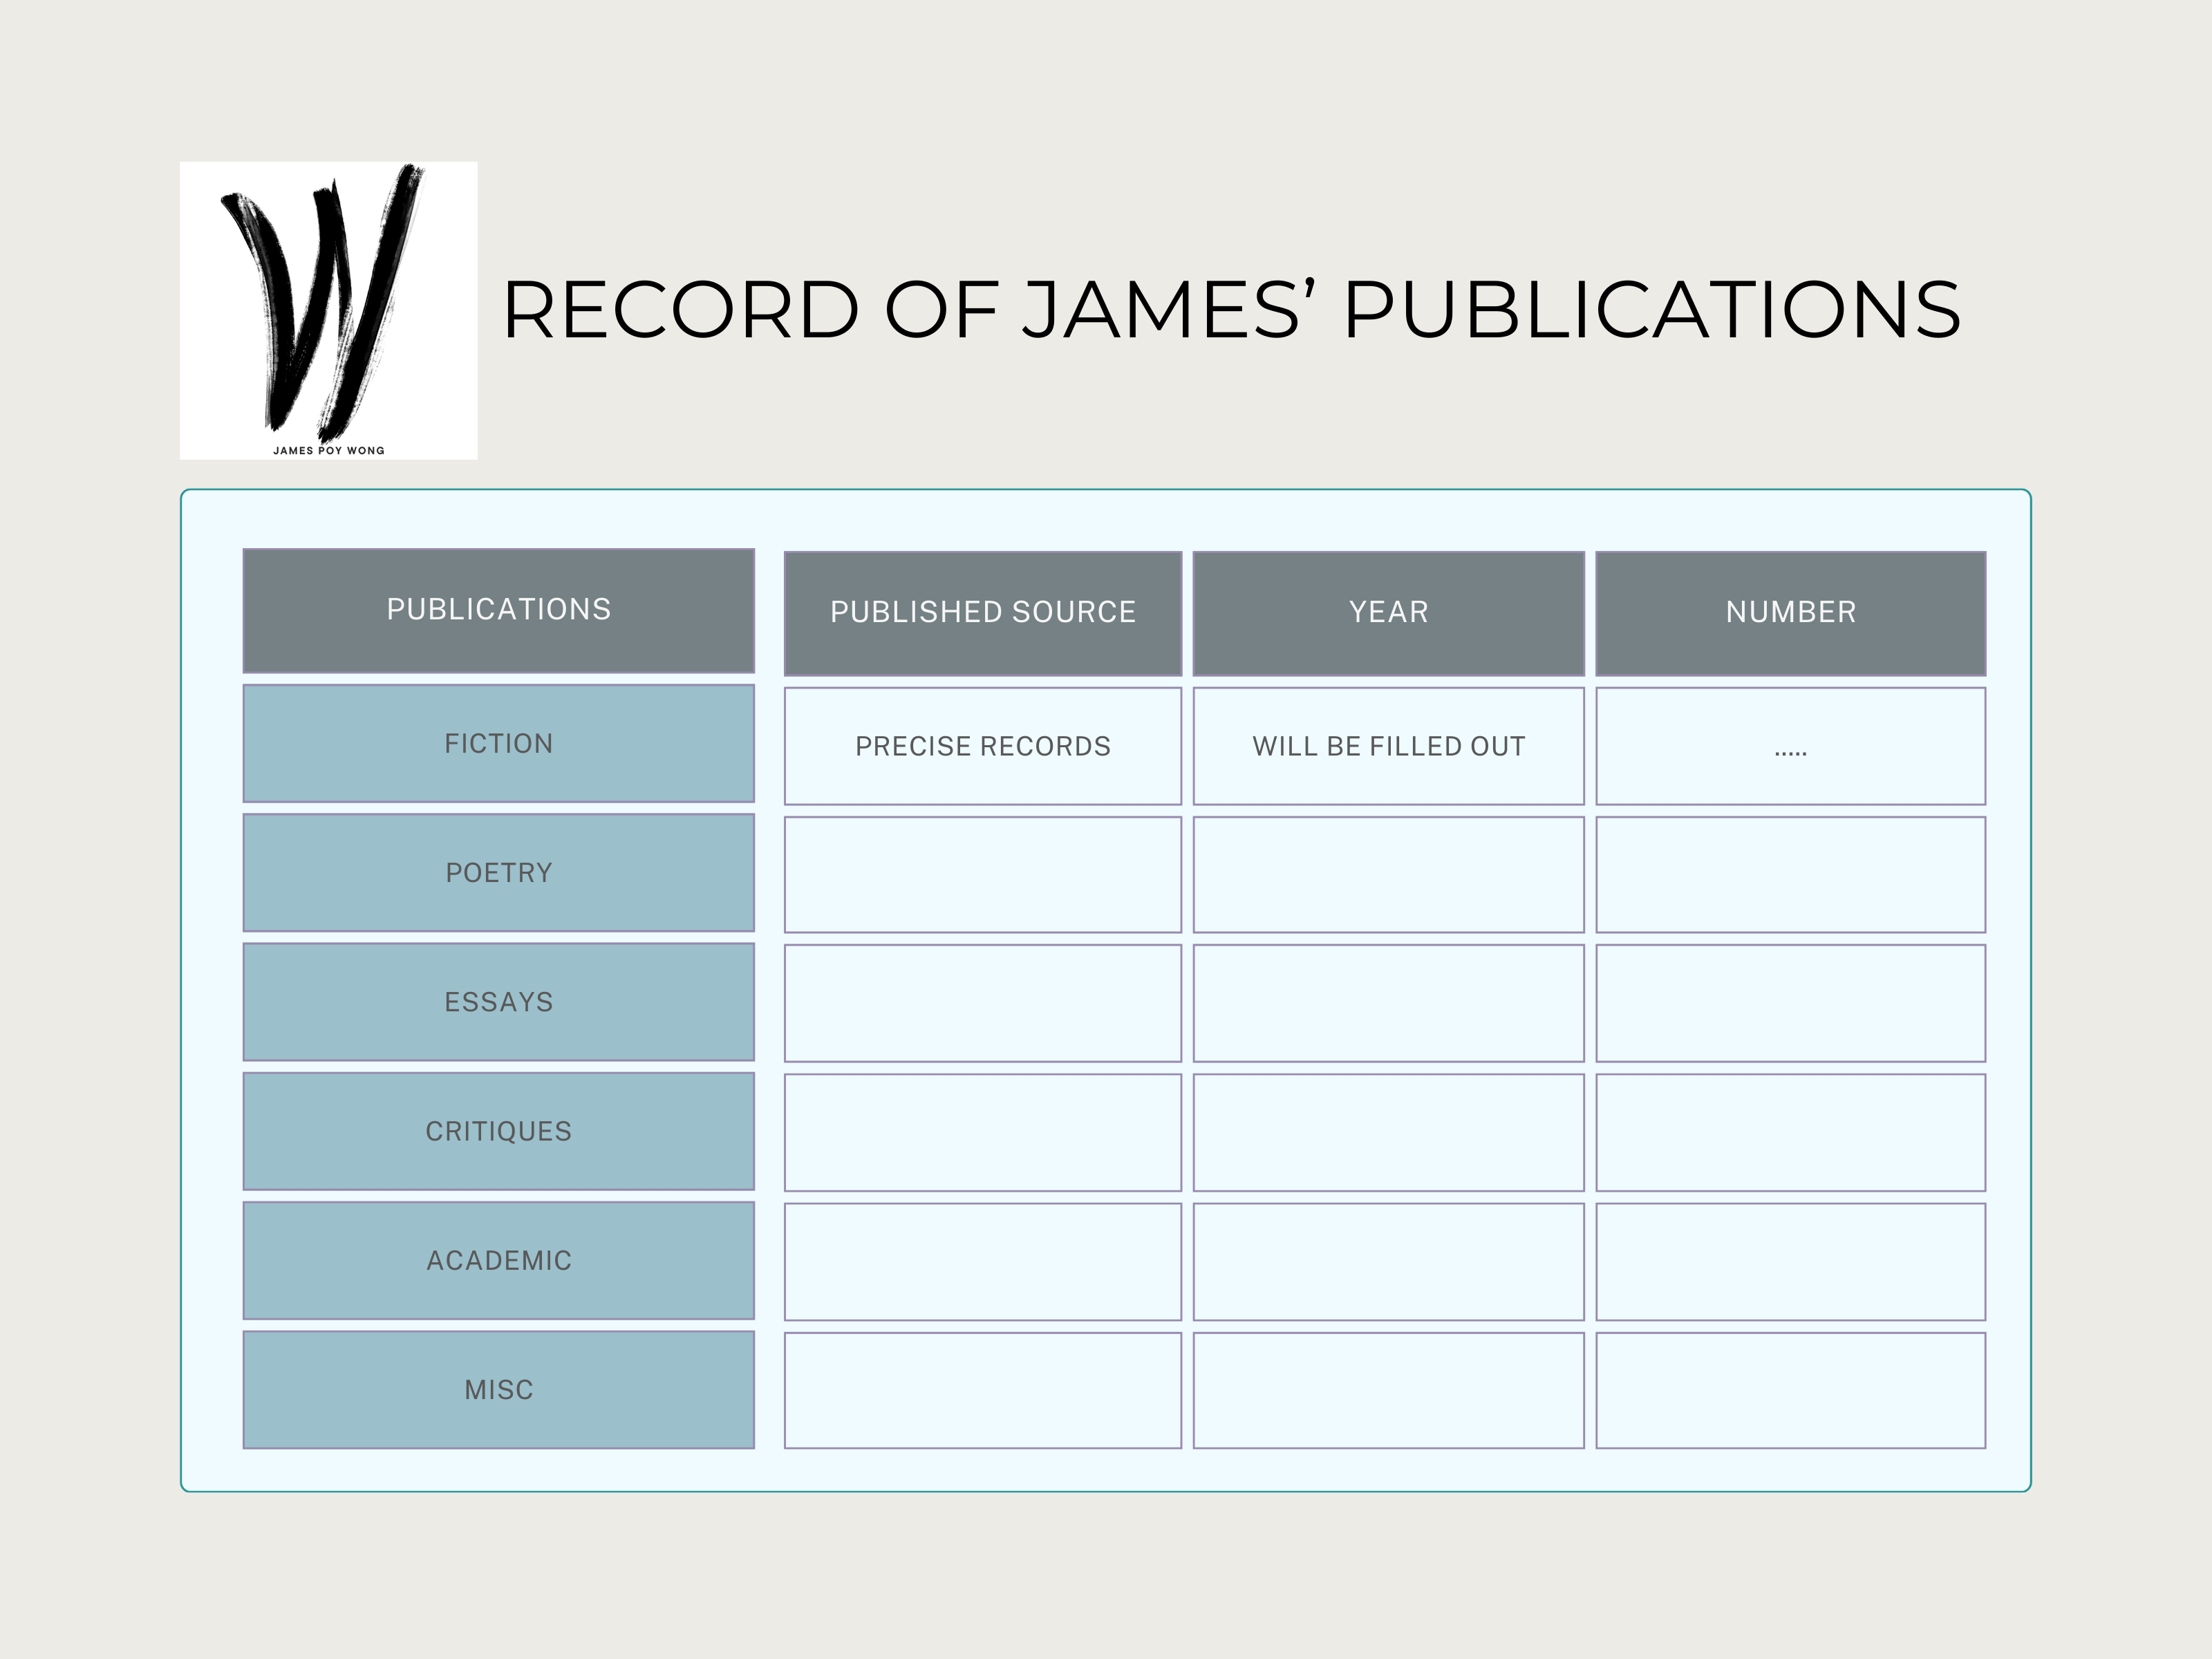 W
JAMES POY WONG
RECORD OF JAMES’ PUBLICATIONS
PUBLICATIONS PUBLISHED SOURCE YEAR NUMBER
FICTION PRECISE RECORDS WILL BE FILLED OUT .....
POETRY
ESSAYS
CRITIQUES
ACADEMIC
MISC